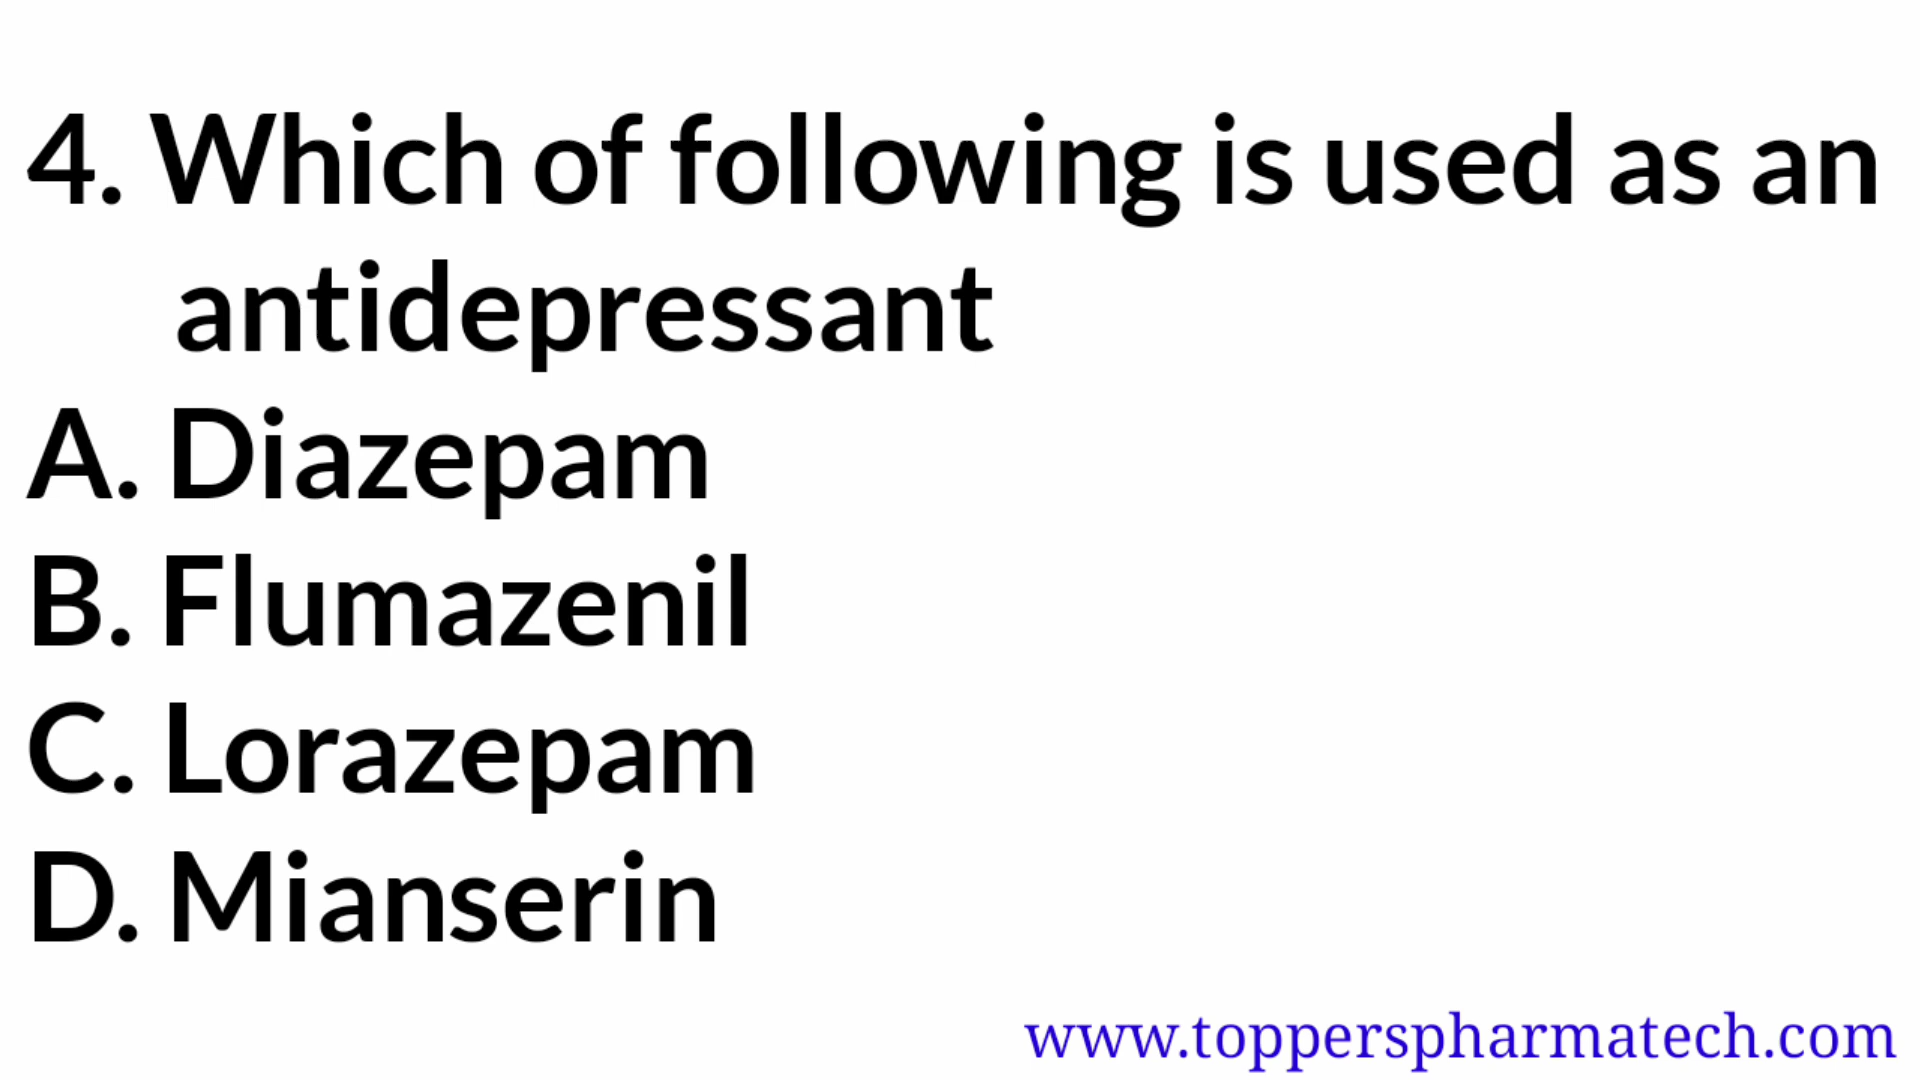 4. Which of following is used as an
antidepressant
A. Diazepam
B. Flumazenil
C. Lorazepam
D. Mianserin
www.topperspharmatech.com